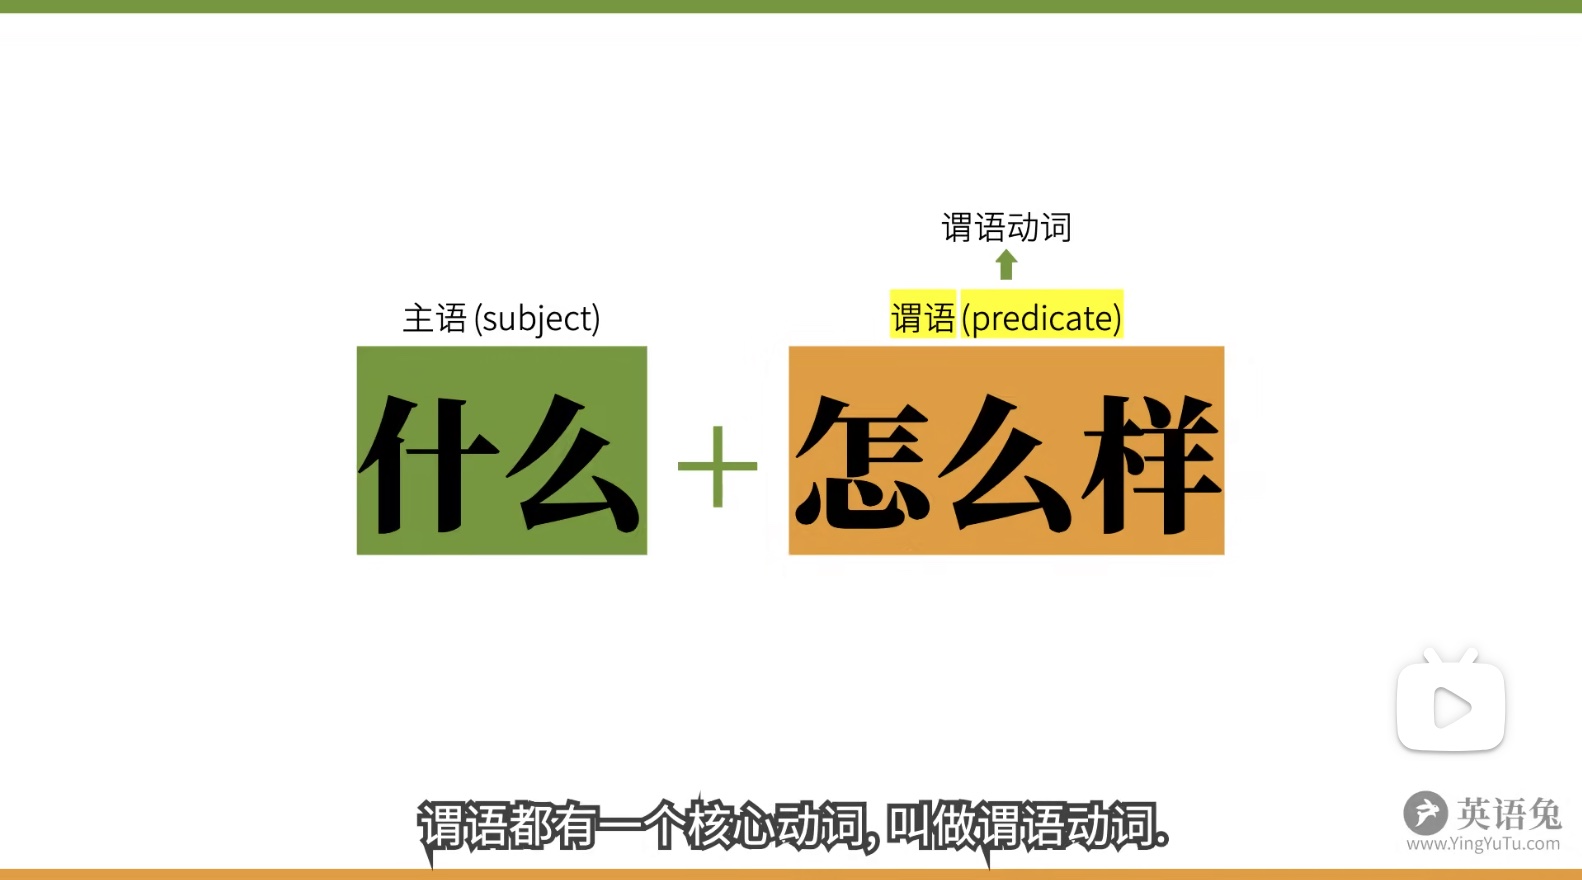 谓语动词
主语 (subject)
谓语 (predicate)
什么 + 怎么样
谓语都有一个核心动词, 叫做谓语动词.
英语兔
www.YingYuTu.com